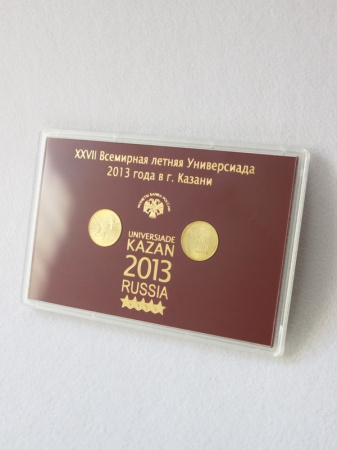 XXVII Всемирная летняя Универсиада
2013 года в г. Казани
UNIVERSIADE
KAZAN
2013
RUSSIA